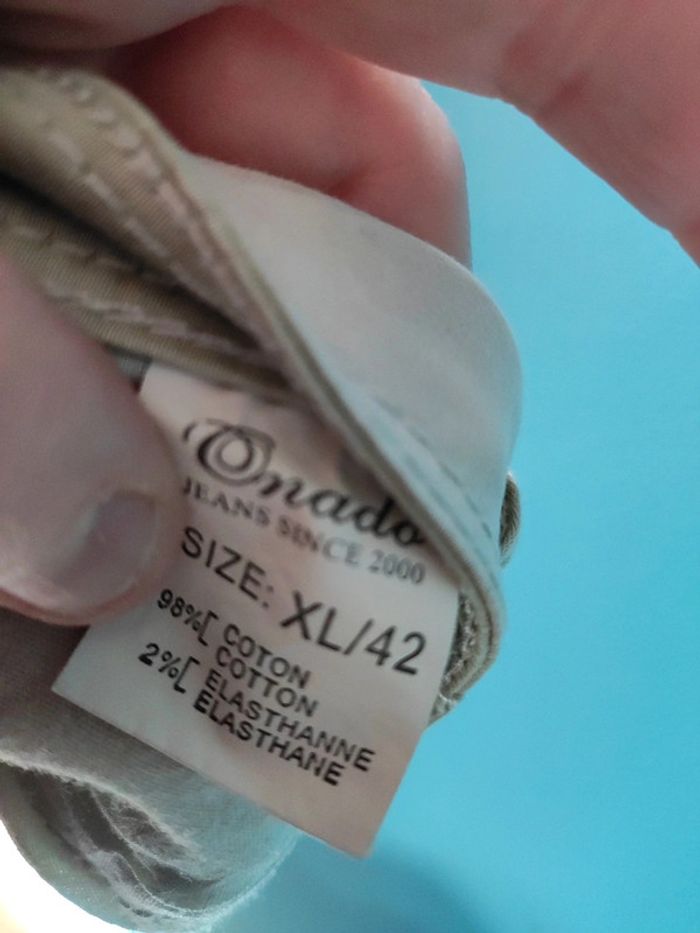 Onado
JEANS SINCE 2000
SIZE: XL/42
98%[ COTON
COTTON
2%[ ELASTHANNE
ELASTHANE